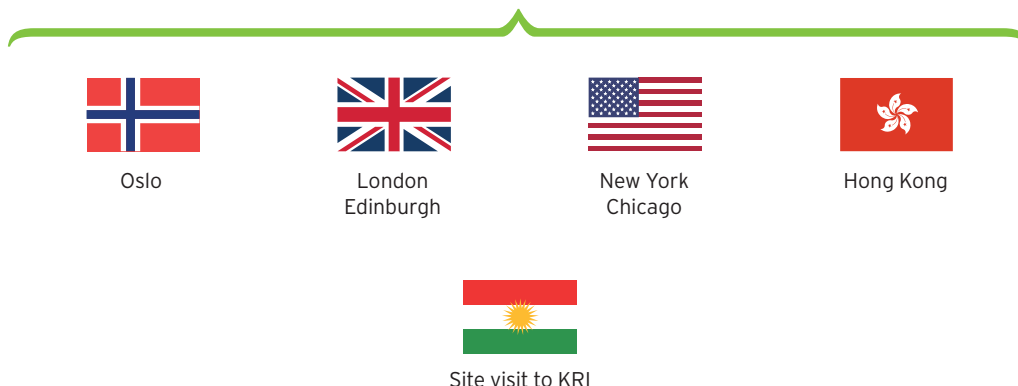 Oslo
London
Edinburgh
New York
Chicago
Hong Kong
Site visit to KRI